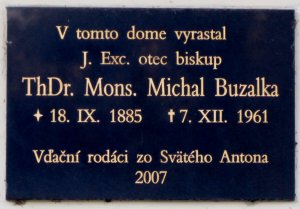 V tomto dome vyrastal
J. Exc. otec biskup
ThDr. Mons. Michal Buzalka
✦ 18. IX. 1885 ✝ 7. XII. 1961
Vďační rodáci zo Svätého Antona
2007